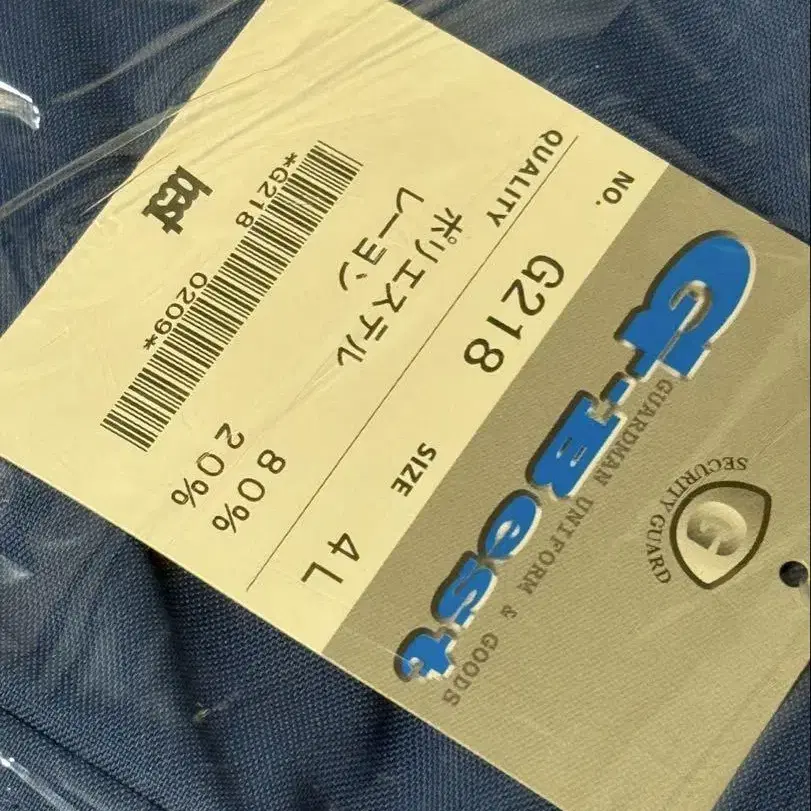 SECURITY GUARD
G
G-Best
GUARDMAN UNIFORM & GOODS
NO. G218 SIZE 4L
QUALITY
ポリエステル 80%
レーヨン 20%
*G218 0209*
best